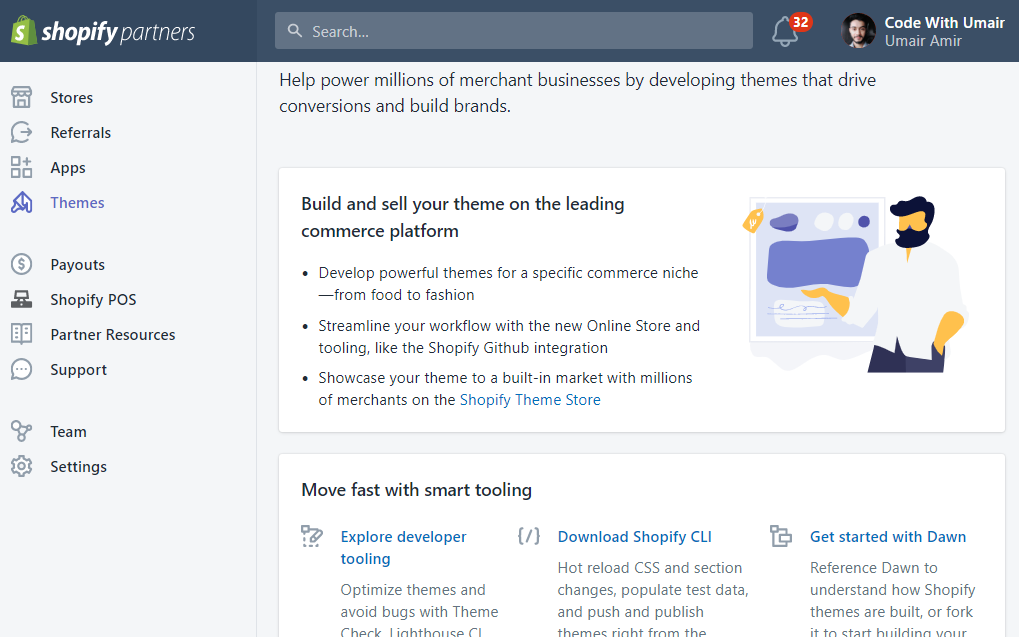 shopify partners
Search...
32
Code With Umair
Umair Amir
Stores
Referrals
Apps
Themes
Payouts
Shopify POS
Partner Resources
Support
Team
Settings
Help power millions of merchant businesses by developing themes that drive
conversions and build brands.
Build and sell your theme on the leading
commerce platform
• Develop powerful themes for a specific commerce niche
—from food to fashion
• Streamline your workflow with the new Online Store and
tooling, like the Shopify Github integration
• Showcase your theme to a built-in market with millions
of merchants on the Shopify Theme Store
Move fast with smart tooling
Explore developer
tooling
Optimize themes and
avoid bugs with Theme
Check, Lighthouse CI,
Download Shopify CLI
Hot reload CSS and section
changes, populate test data,
and push and publish
themes right from the
Get started with Dawn
Reference Dawn to
understand how Shopify
themes are built, or fork
it to start building your